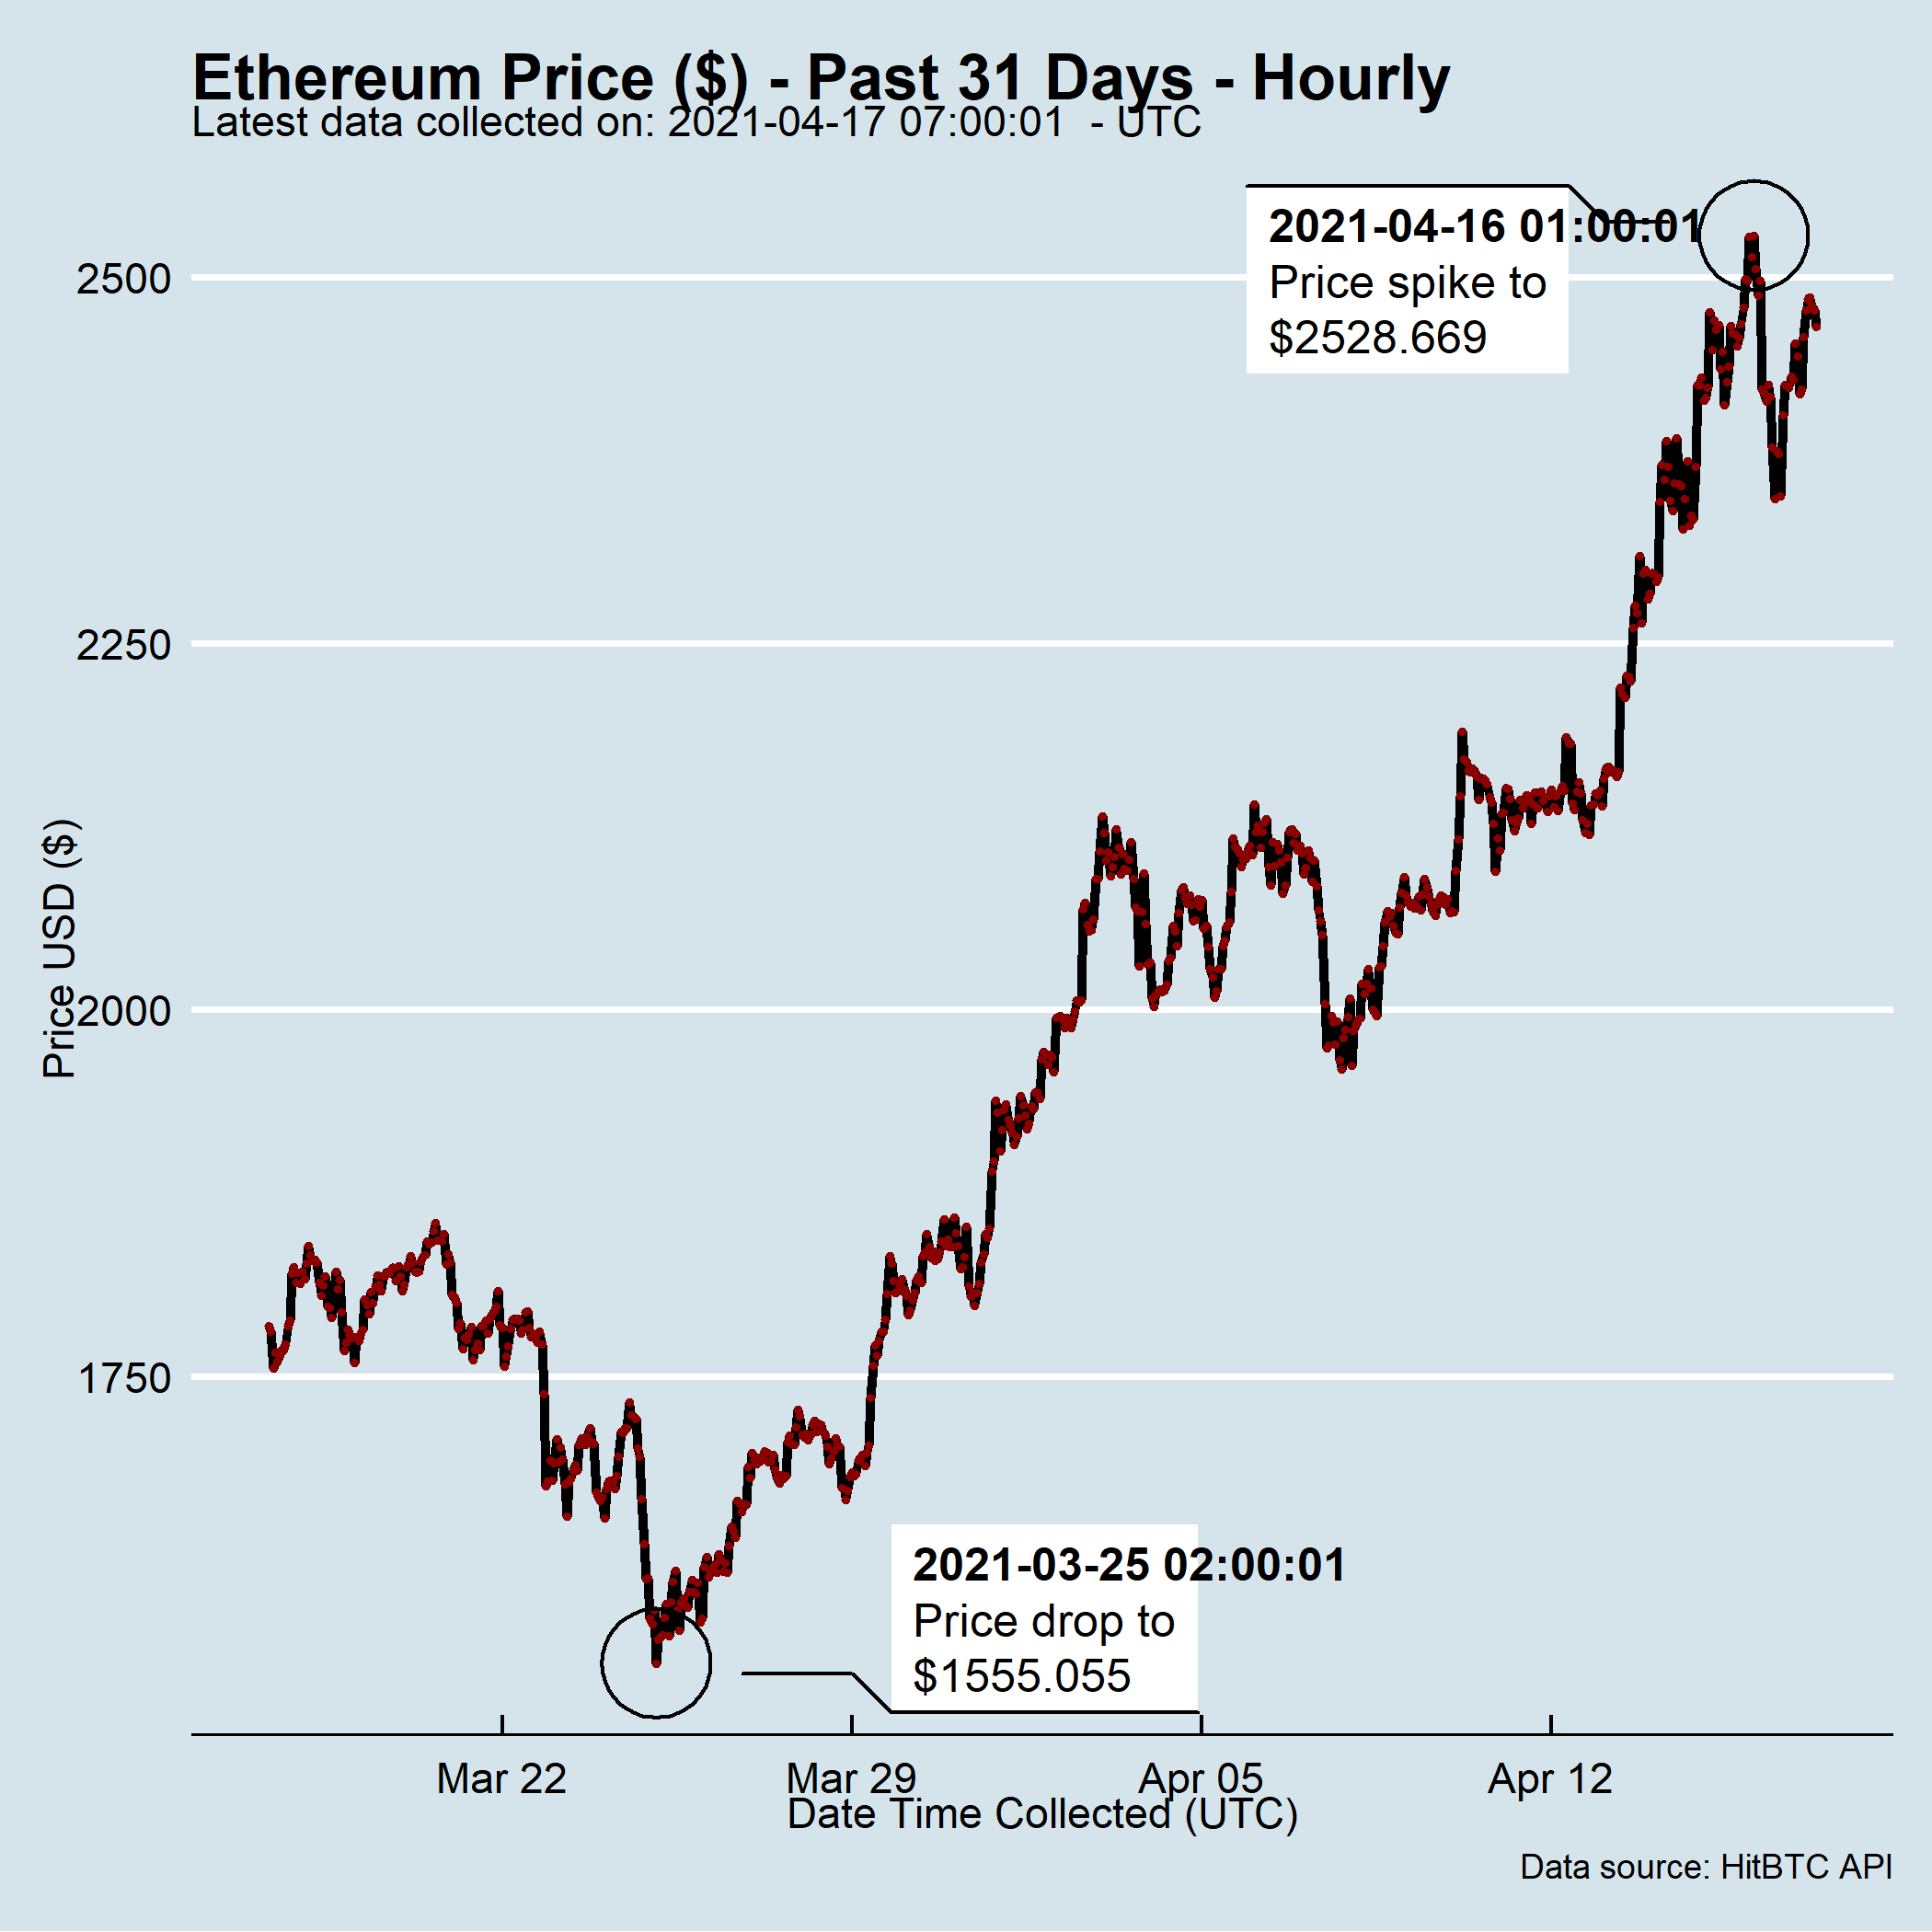 Ethereum Price ($) - Past 31 Days - Hourly
Latest data collected on: 2021-04-17 07:00:01  - UTC
2021-04-16 01:00:01
Price spike to
$2528.669
2500
2250
Price USD ($)
2000
1750
2021-03-25 02:00:01
Price drop to
$1555.055
Mar 22
Mar 29
Apr 05
Apr 12
Date Time Collected (UTC)
Data source: HitBTC API